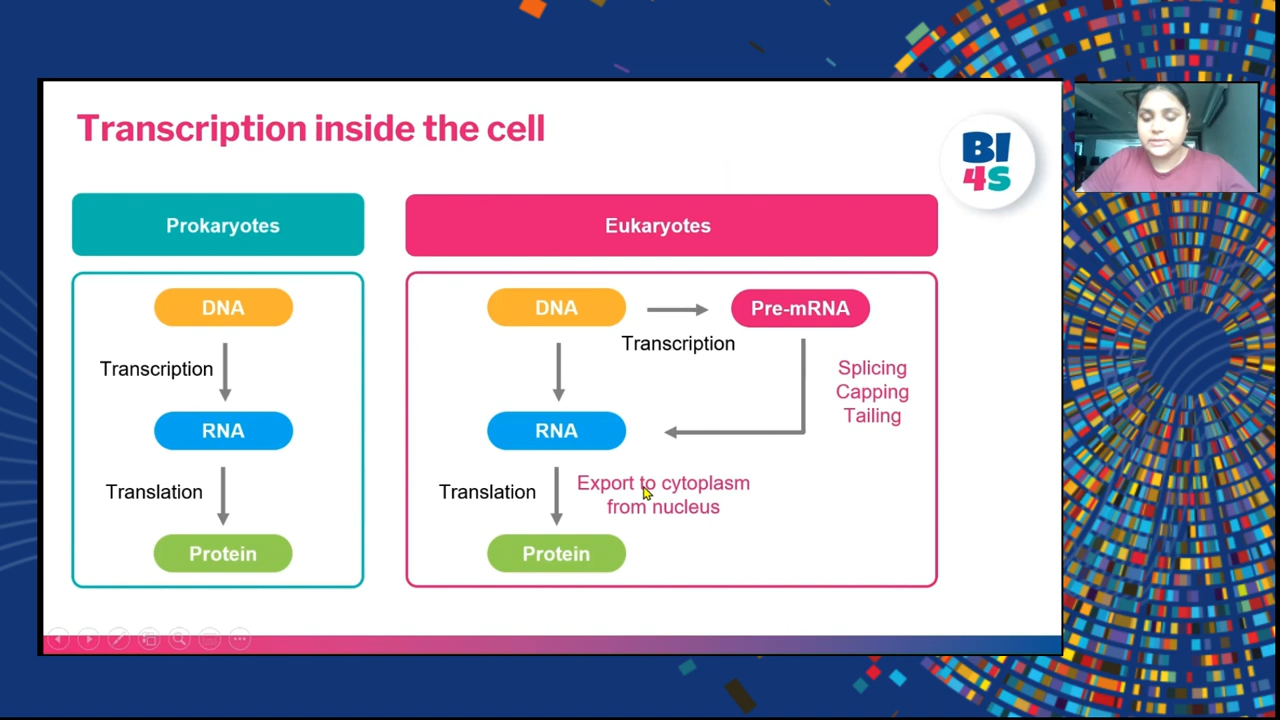 Transcription inside the cell
BI
4S
Prokaryotes
Eukaryotes
DNA
Transcription
RNA
Translation
Protein
DNA
Transcription
Pre-mRNA
Splicing
Capping
Tailing
RNA
Translation
Export to cytoplasm
from nucleus
Protein